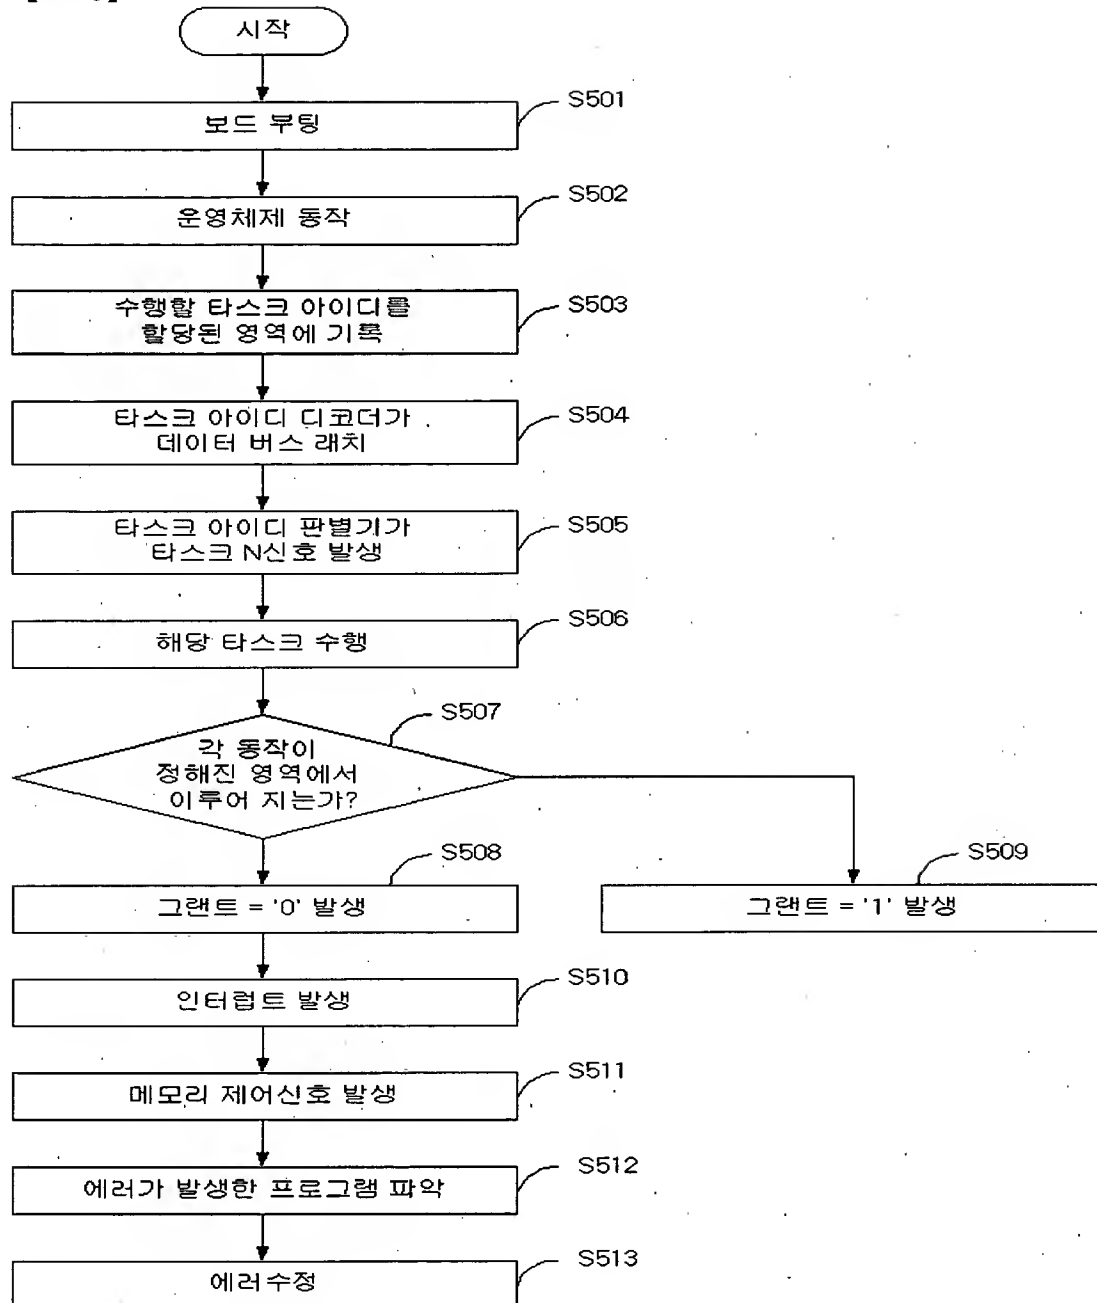 시작
S501
보드 부팅
S502
운영체제 동작
S503
수행할 타스크 아이디를
할당된 영역에 기록
S504
타스크 아이디 디코더가
데이터 버스 래치
S505
타스크 아이디 판별기가
타스크 N신호 발생
S506
해당 타스크 수행
S507
각 동작이
정해진 영역에서
이루어 지는가?
S508
그랜트 = '0' 발생
S509
그랜트 = '1' 발생
S510
인터럽트 발생
S511
메모리 제어신호 발생
S512
에러가 발생한 프로그램 파악
S513
에러수정